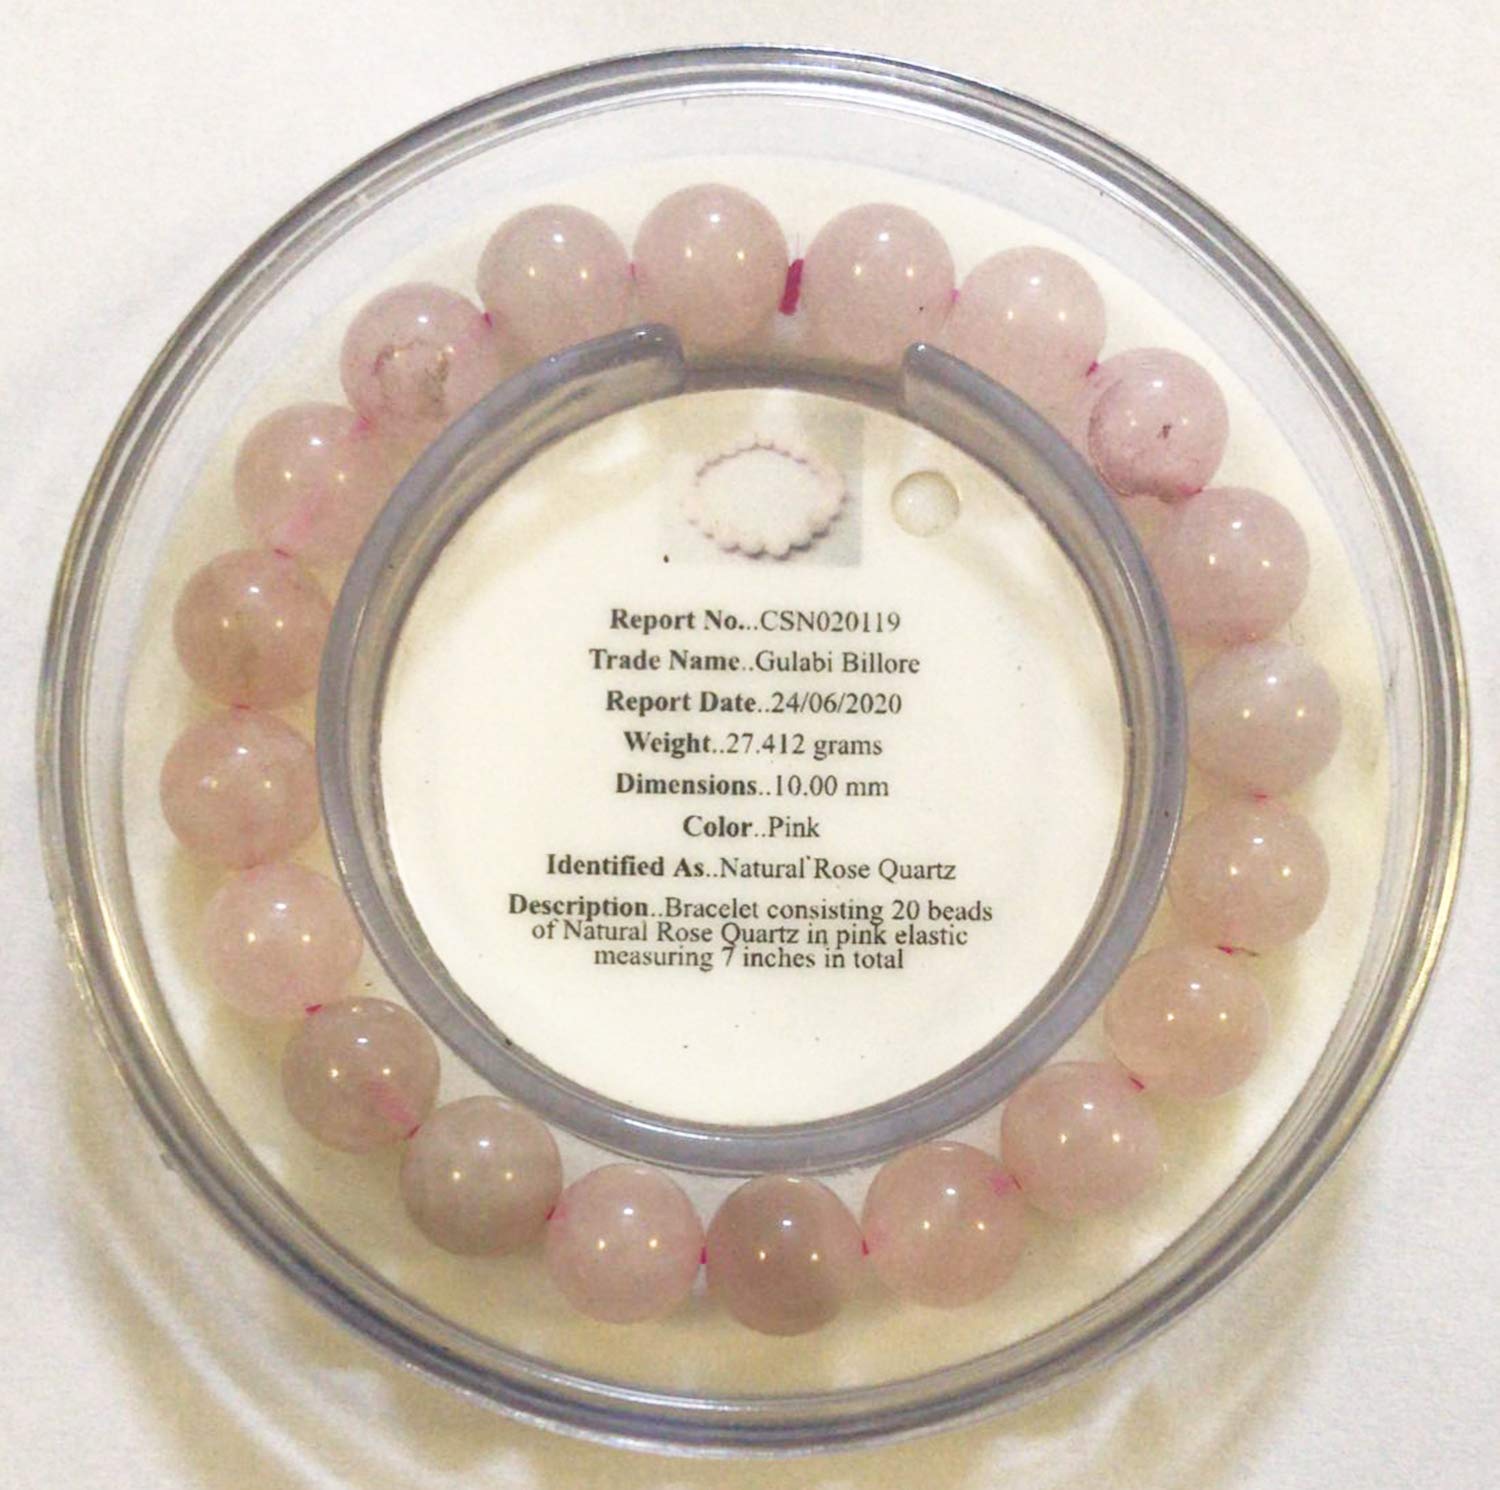 Report No...CSN020119
Trade Name..Gulabi Billore
Report Date..24/06/2020
Weight..27.412 grams
Dimensions..10.00 mm
Color..Pink
Identified As..Natural Rose Quartz
Description..Bracelet consisting 20 beads
of Natural Rose Quartz in pink elastic
measuring 7 inches in total